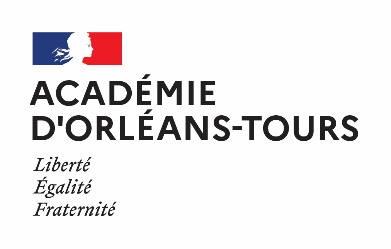 ACADÉMIE
D'ORLÉANS-TOURS
Liberté
Égalité
Fraternité